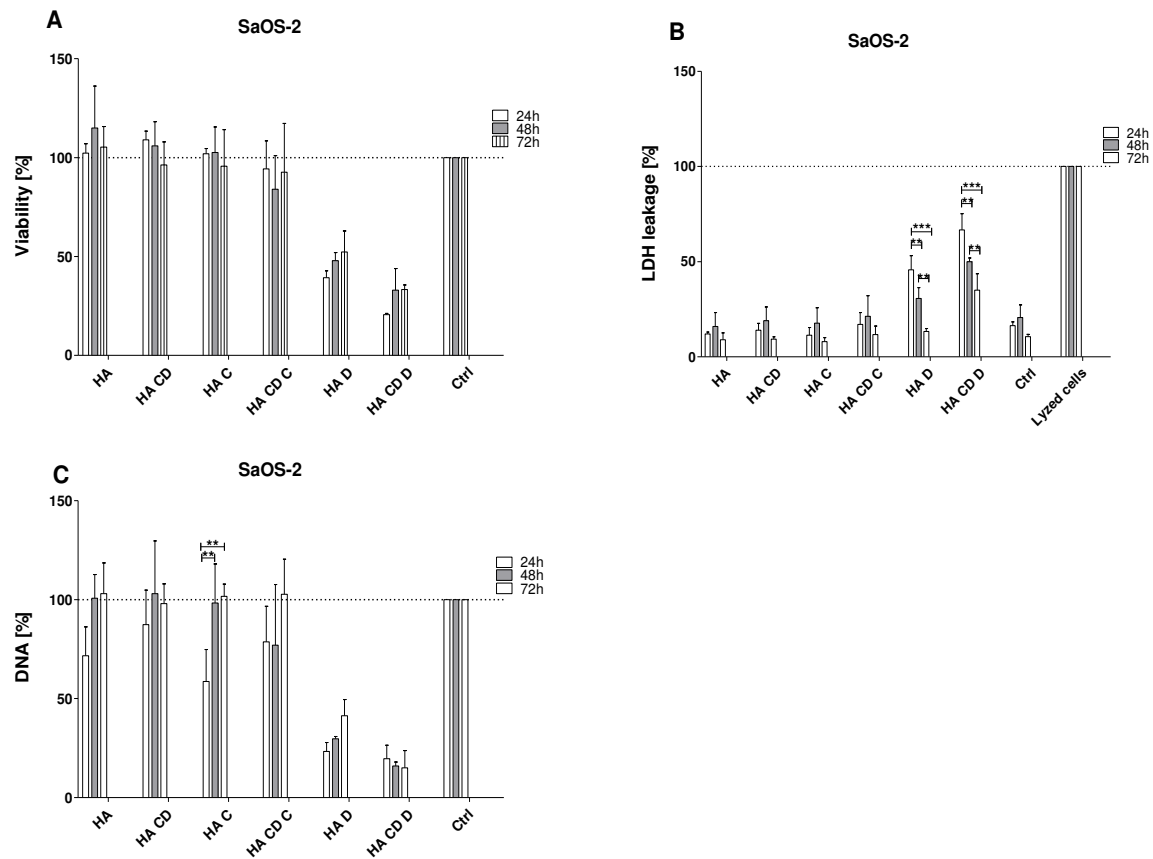 A
SaOS-2
Viability [%]
150
100
50
0
24h
48h
72h
HA
HA CD
HA C
HA CD C
HA D
HA CD D
Ctrl
B
SaOS-2
LDH leakage [%]
150
100
50
0
24h
48h
72h
***
**
**
***
**
**
HA
HA CD
HA C
HA CD C
HA D
HA CD D
Ctrl
Lyzed cells
C
SaOS-2
DNA [%]
150
100
50
0
24h
48h
72h
**
**
HA
HA CD
HA C
HA CD C
HA D
HA CD D
Ctrl